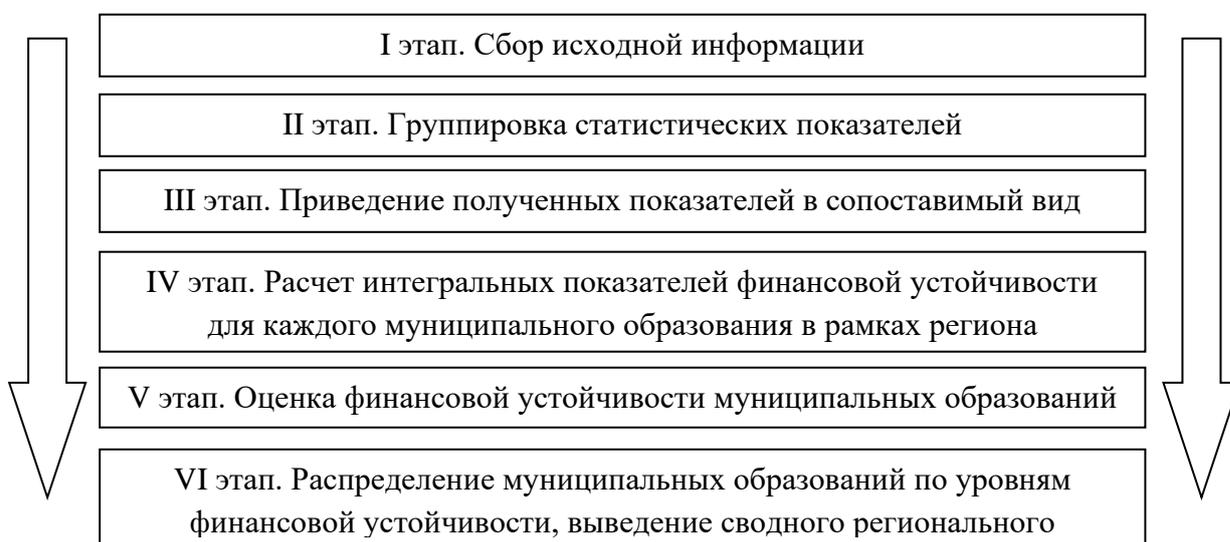 I этап. Сбор исходной информации
II этап. Группировка статистических показателей
III этап. Приведение полученных показателей в сопоставимый вид
IV этап. Расчет интегральных показателей финансовой устойчивости
для каждого муниципального образования в рамках региона
V этап. Оценка финансовой устойчивости муниципальных образований
VI этап. Распределение муниципальных образований по уровням
финансовой устойчивости, выведение сводного регионального